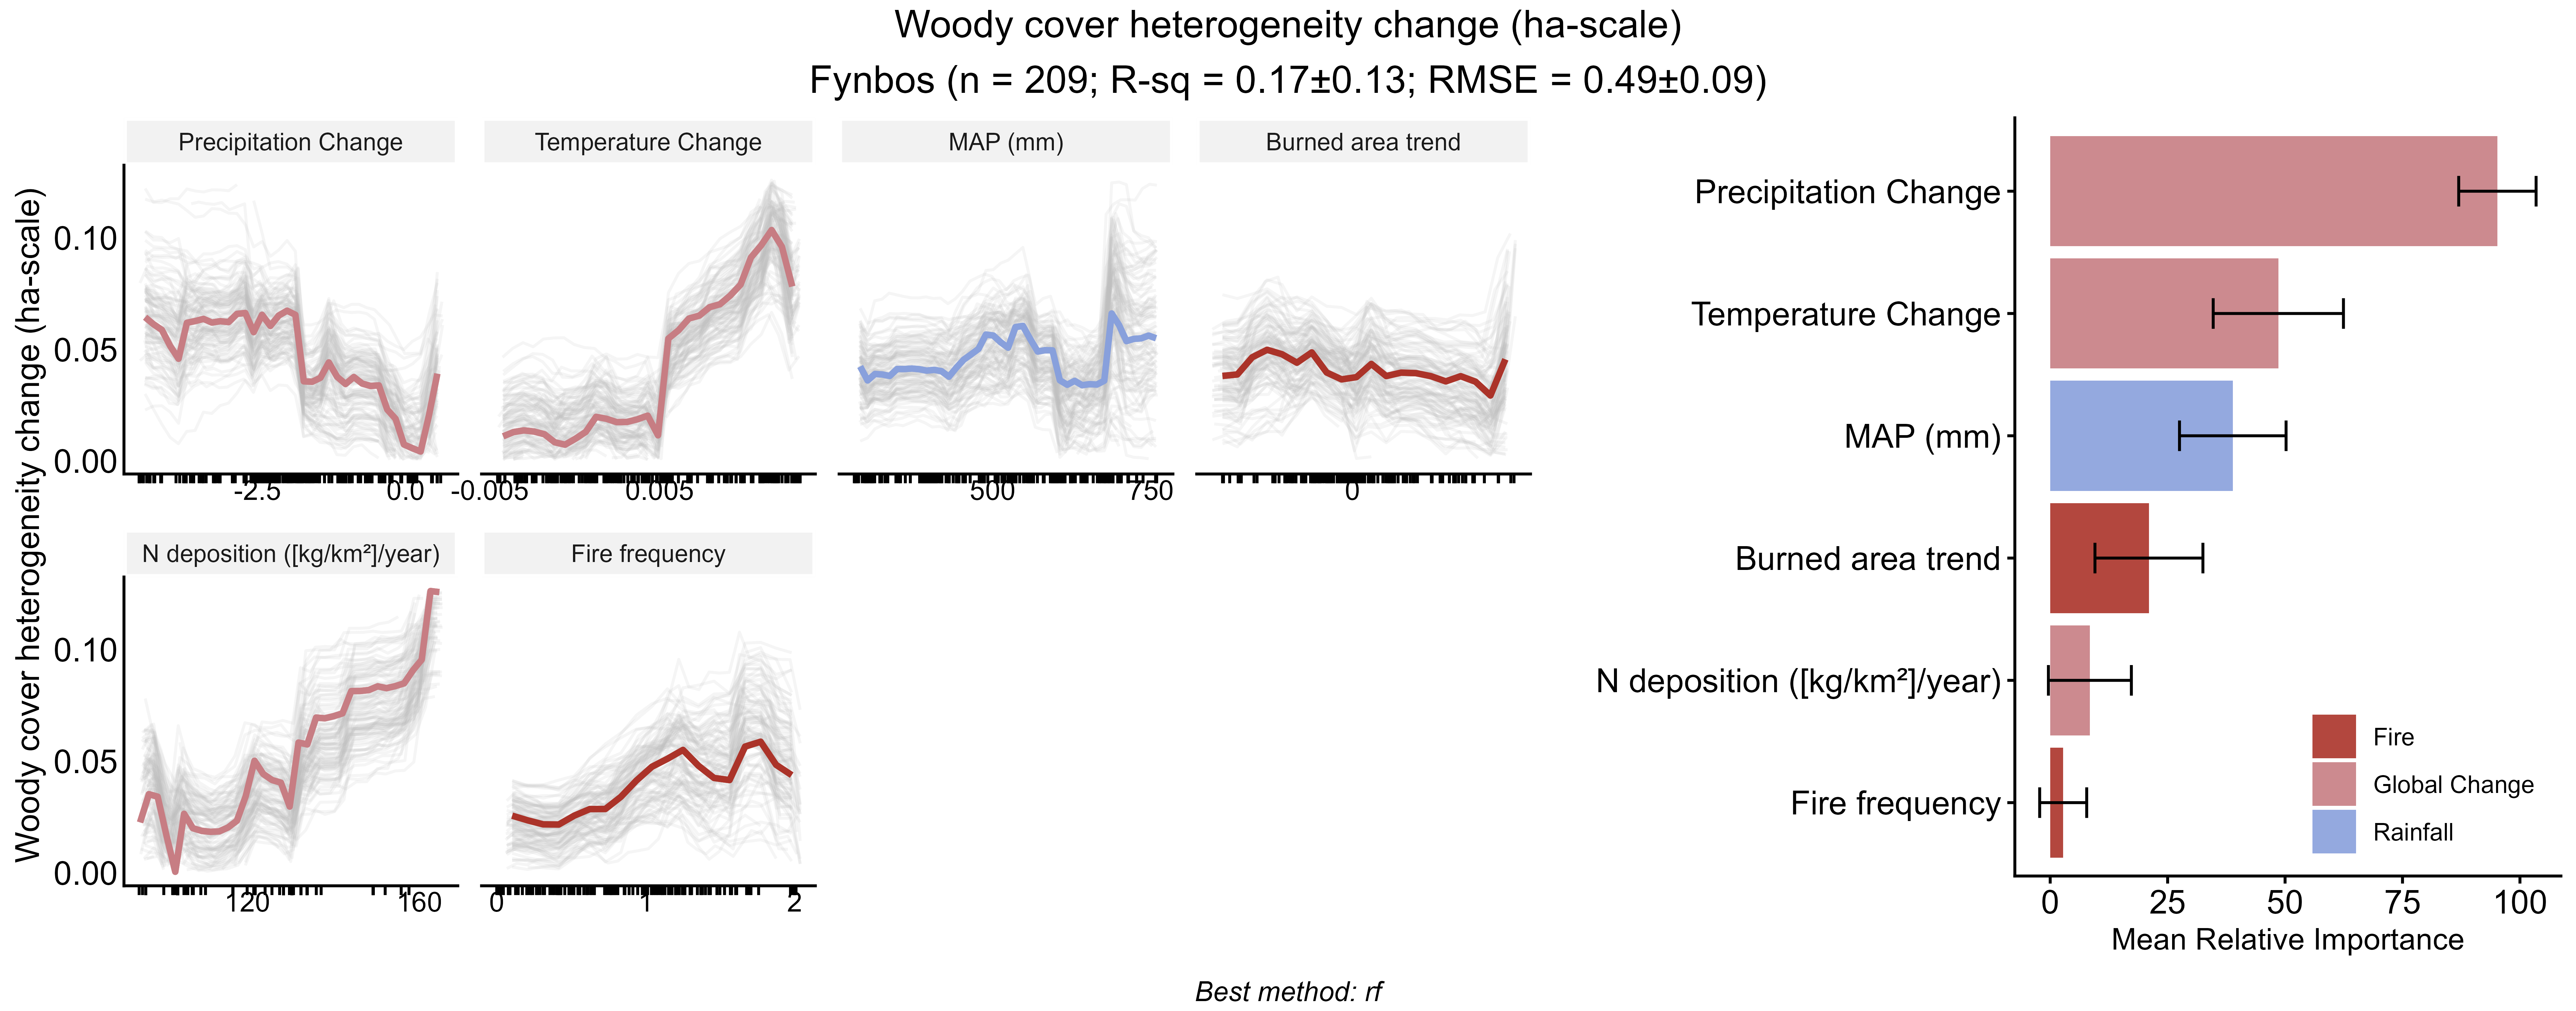 Woody cover heterogeneity change (ha-scale)
Fynbos (n = 209; R-sq = 0.17±0.13; RMSE = 0.49±0.09)
Woody cover heterogeneity change (ha-scale)
Precipitation Change
Temperature Change
MAP (mm)
Burned area trend
0.10
0.05
0.00
-2.5 0.0
-0.005 0.005
500 750
0
N deposition ([kg/km²]/year)
Fire frequency
0.10
0.05
0.00
120 160
0 1 2
Precipitation Change
Temperature Change
MAP (mm)
Burned area trend
N deposition ([kg/km²]/year)
Fire frequency
Fire
Global Change
Rainfall
0 25 50 75 100
Mean Relative Importance
Best method: rf